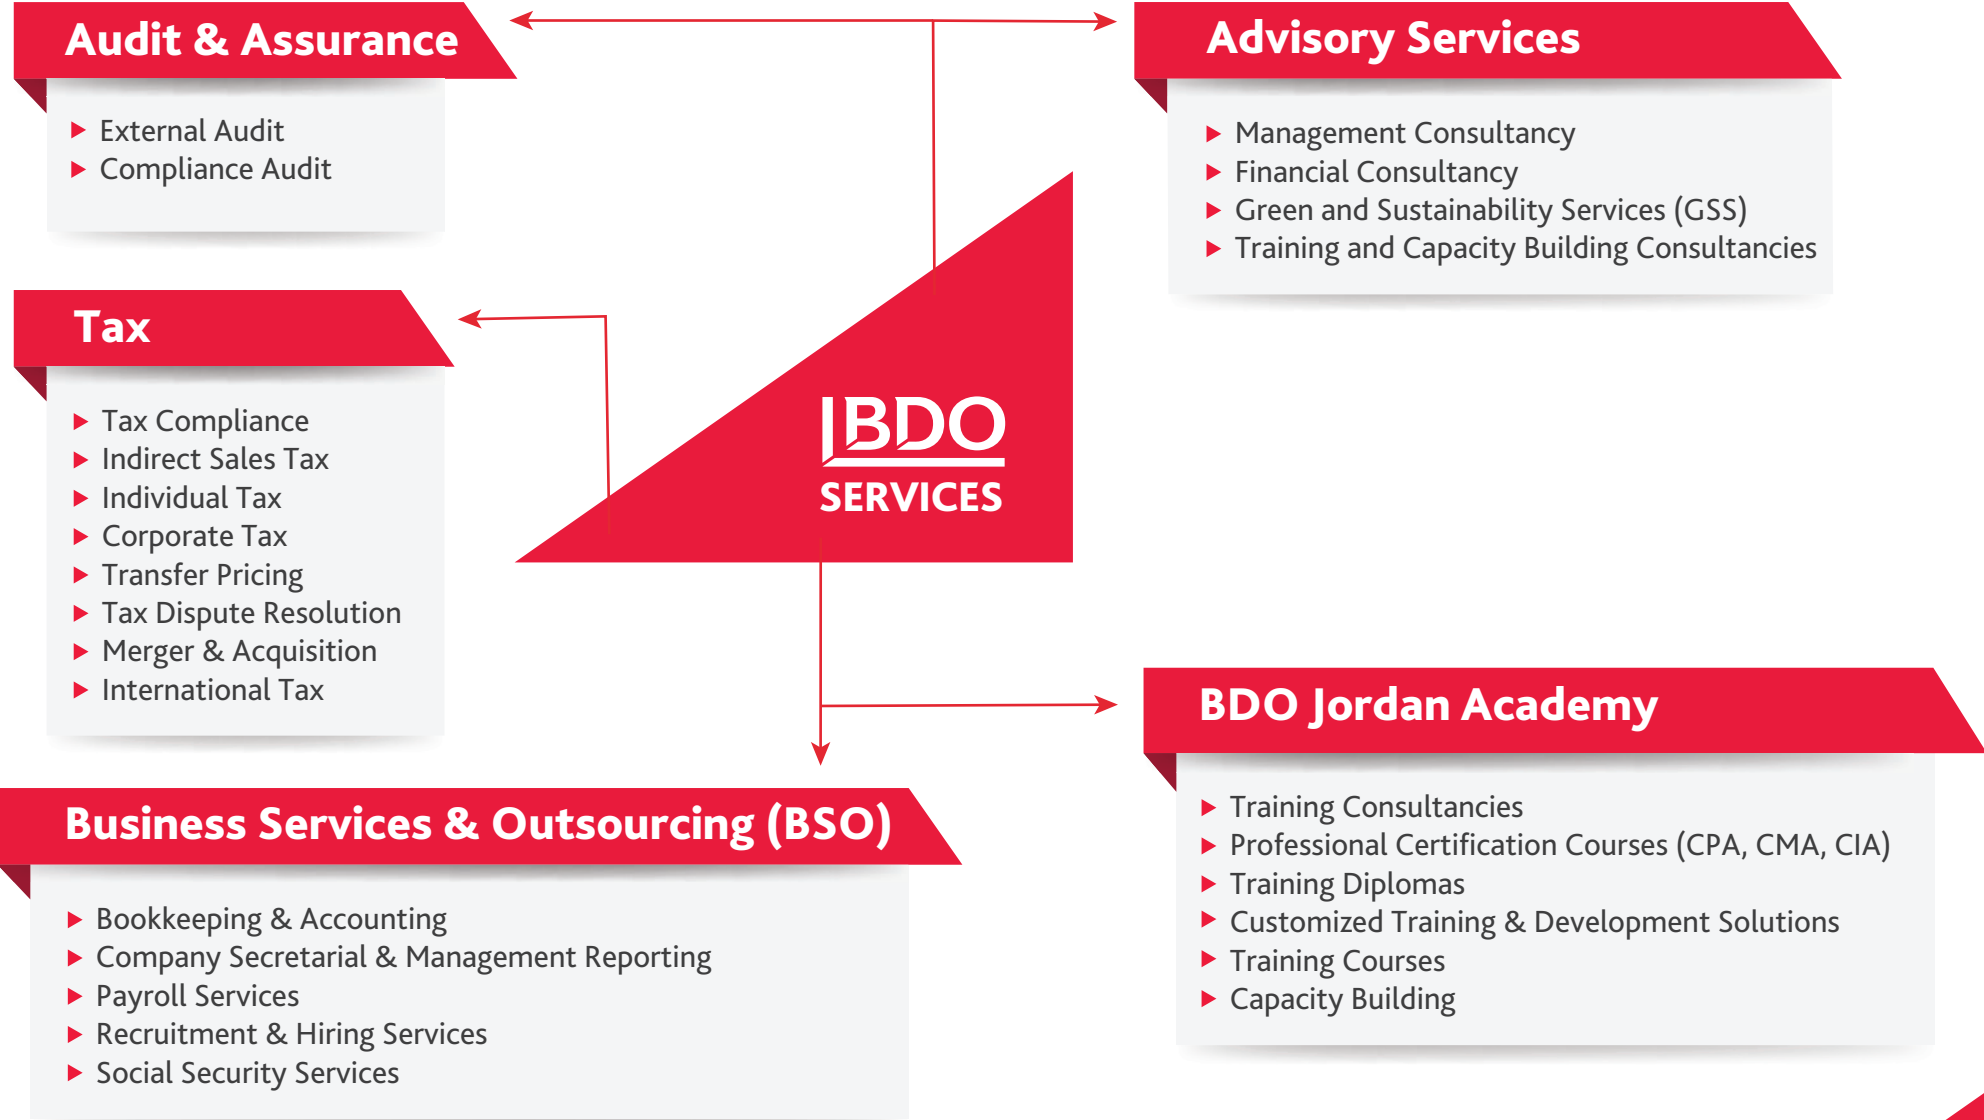 Audit & Assurance
External Audit
Compliance Audit
Advisory Services
Management Consultancy
Financial Consultancy
Green and Sustainability Services (GSS)
Training and Capacity Building Consultancies
Tax
Tax Compliance
Indirect Sales Tax
Individual Tax
Corporate Tax
Transfer Pricing
Tax Dispute Resolution
Merger & Acquisition
International Tax
BDO
SERVICES
Business Services & Outsourcing (BSO)
Bookkeeping & Accounting
Company Secretarial & Management Reporting
Payroll Services
Recruitment & Hiring Services
Social Security Services
BDO Jordan Academy
Training Consultancies
Professional Certification Courses (CPA, CMA, CIA)
Training Diplomas
Customized Training & Development Solutions
Training Courses
Capacity Building